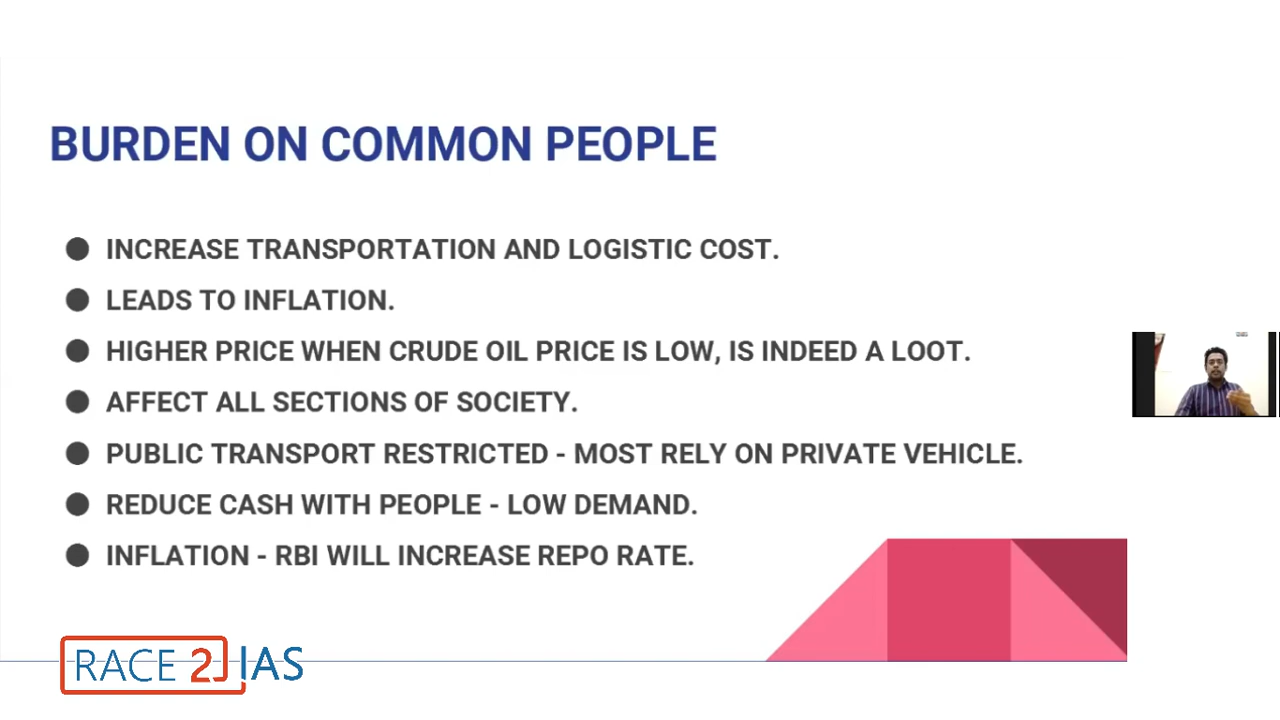 BURDEN ON COMMON PEOPLE
● INCREASE TRANSPORTATION AND LOGISTIC COST.
● LEADS TO INFLATION.
● HIGHER PRICE WHEN CRUDE OIL PRICE IS LOW, IS INDEED A LOOT.
● AFFECT ALL SECTIONS OF SOCIETY.
● PUBLIC TRANSPORT RESTRICTED - MOST RELY ON PRIVATE VEHICLE.
● REDUCE CASH WITH PEOPLE - LOW DEMAND.
● INFLATION - RBI WILL INCREASE REPO RATE.
RACE 2 IAS